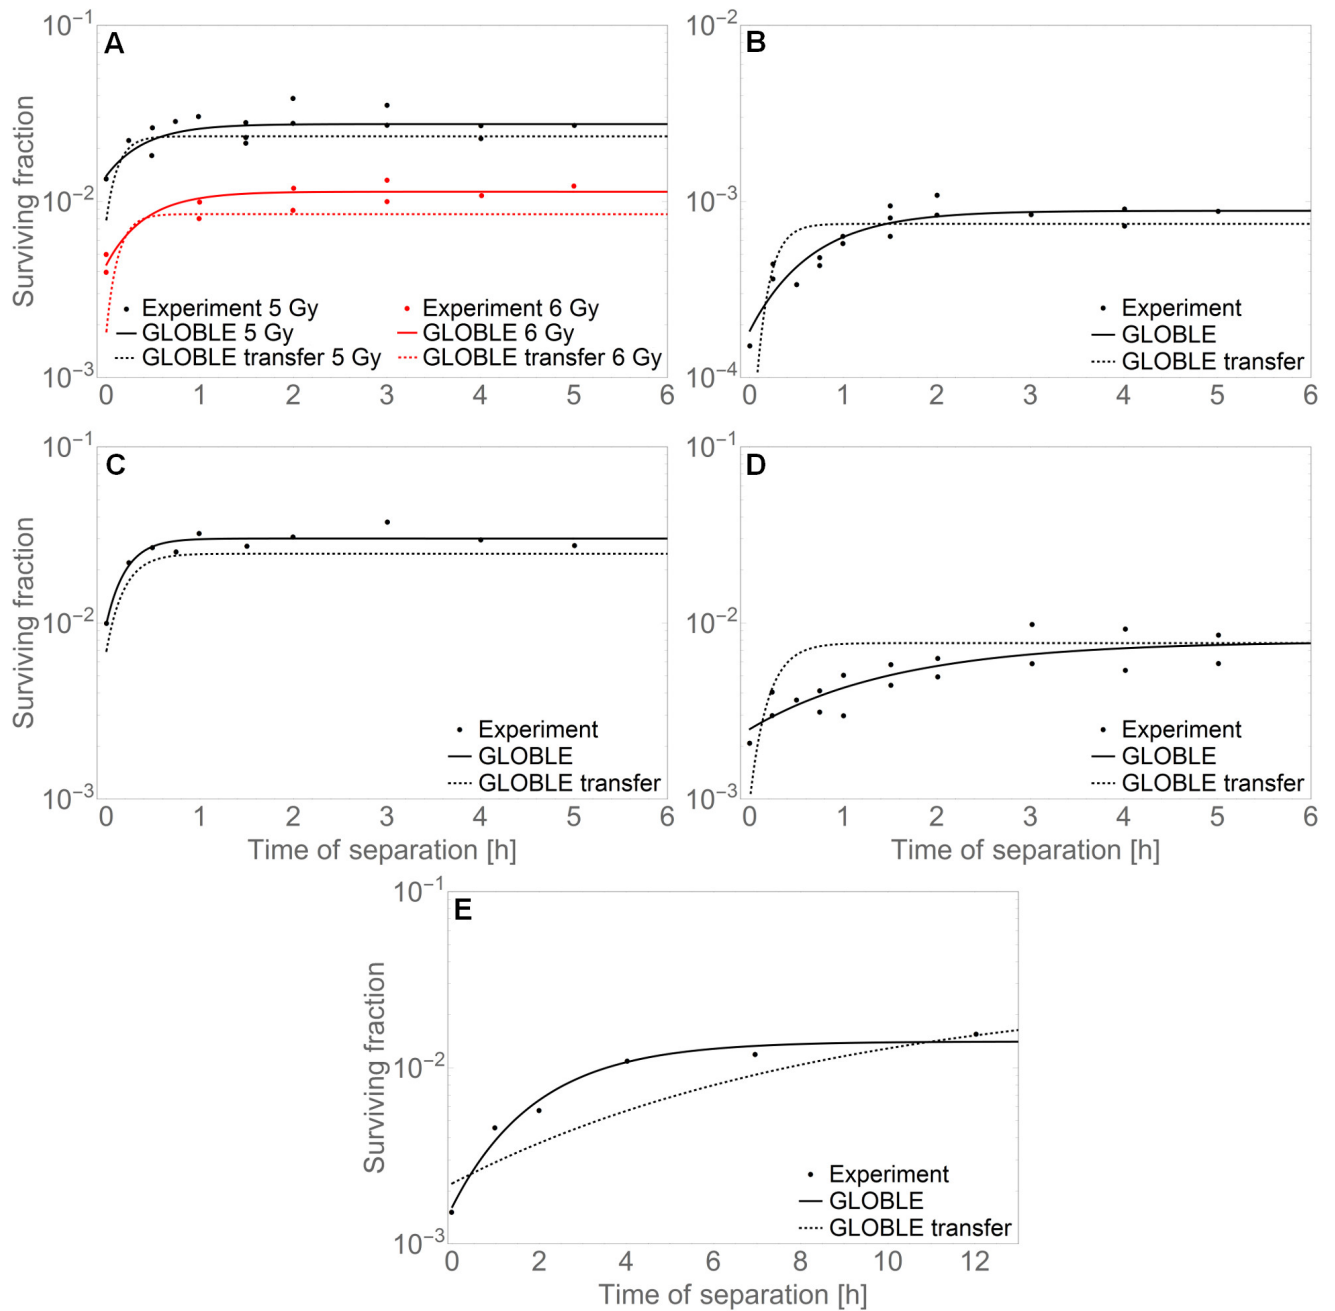 A
B
10⁻¹
10⁻²
10⁻³
Surviving fraction
Experiment 5 Gy
GLOBLE 5 Gy
GLOBLE transfer 5 Gy
Experiment 6 Gy
GLOBLE 6 Gy
GLOBLE transfer 6 Gy
0 1 2 3 4 5 6
10⁻²
10⁻³
10⁻⁴
Experiment
GLOBLE
GLOBLE transfer
0 1 2 3 4 5 6
C
10⁻¹
10⁻²
10⁻³
Surviving fraction
Experiment
GLOBLE
GLOBLE transfer
0 1 2 3 4 5 6
Time of separation [h]
D
10⁻¹
10⁻²
10⁻³
Experiment
GLOBLE
GLOBLE transfer
0 1 2 3 4 5 6
Time of separation [h]
E
10⁻¹
10⁻²
10⁻³
Surviving fraction
Experiment
GLOBLE
GLOBLE transfer
0 2 4 6 8 10 12
Time of separation [h]